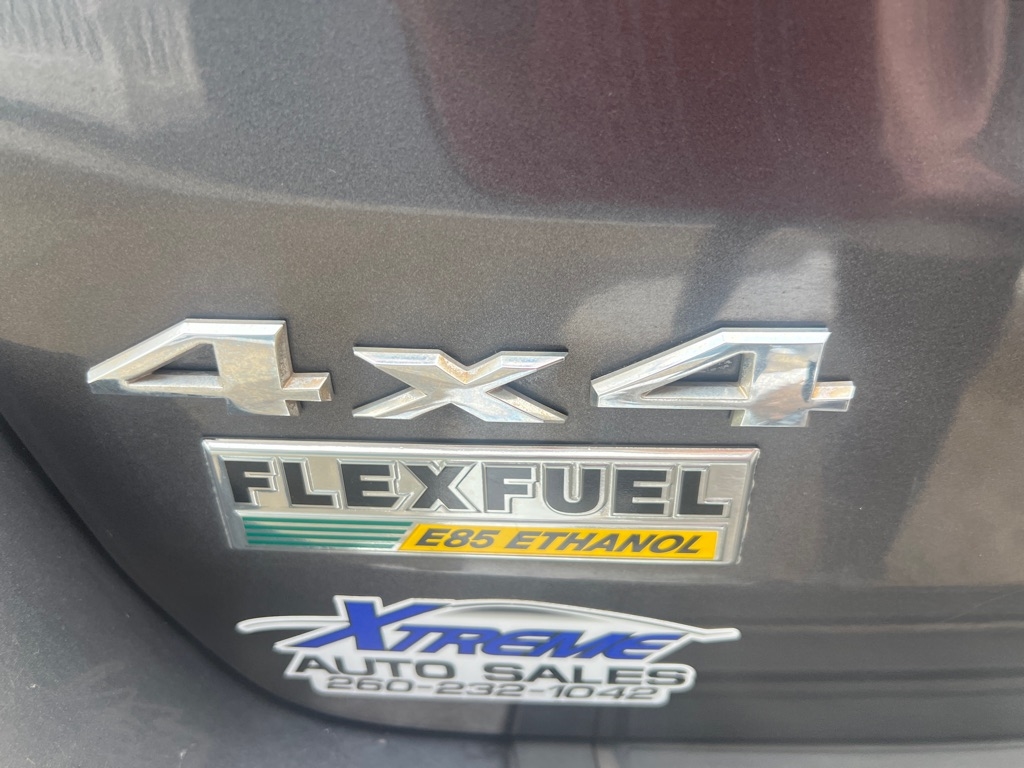 4x4
FLEXFUEL
E85 ETHANOL
XTREME
AUTO SALES
260-232-1042